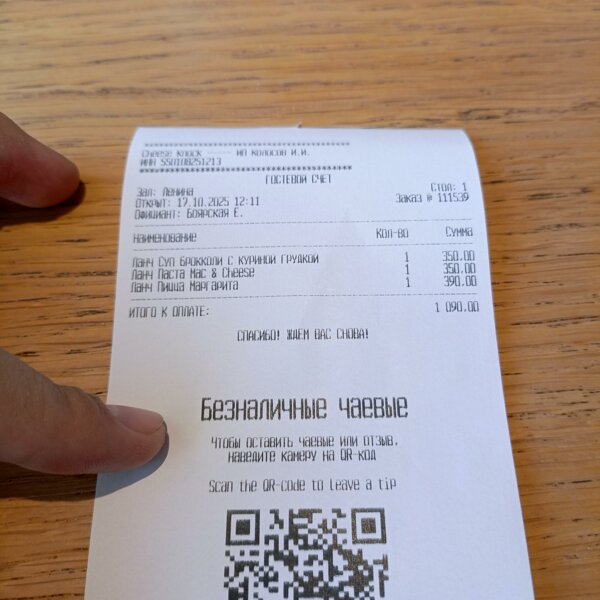 Cheese knock ----- ИП Колосов И.И.
ИНН 550108251213
ГОСТЕВОЙ СЧЕТ
Зал: Ленина СТОЛ: 1
Открыт: 17.10.2025 12:11 Заказ № 111539
Официант: Боярская Е.
Наименование Кол-во Сумма
Ланч Суп Брокколи с куриной грудкой 1 350.00
Ланч Паста Mac & Cheese 1 350.00
Ланч Пицца Маргарита 1 390.00
ИТОГО К ОПЛАТЕ: 1 090.00
СПАСИБО! ЖДЕМ ВАС СНОВА!
Безналичные чаевые
Чтобы оставить чаевые или отзыв,
наведите камеру на QR-код
Scan the QR-code to leave a tip